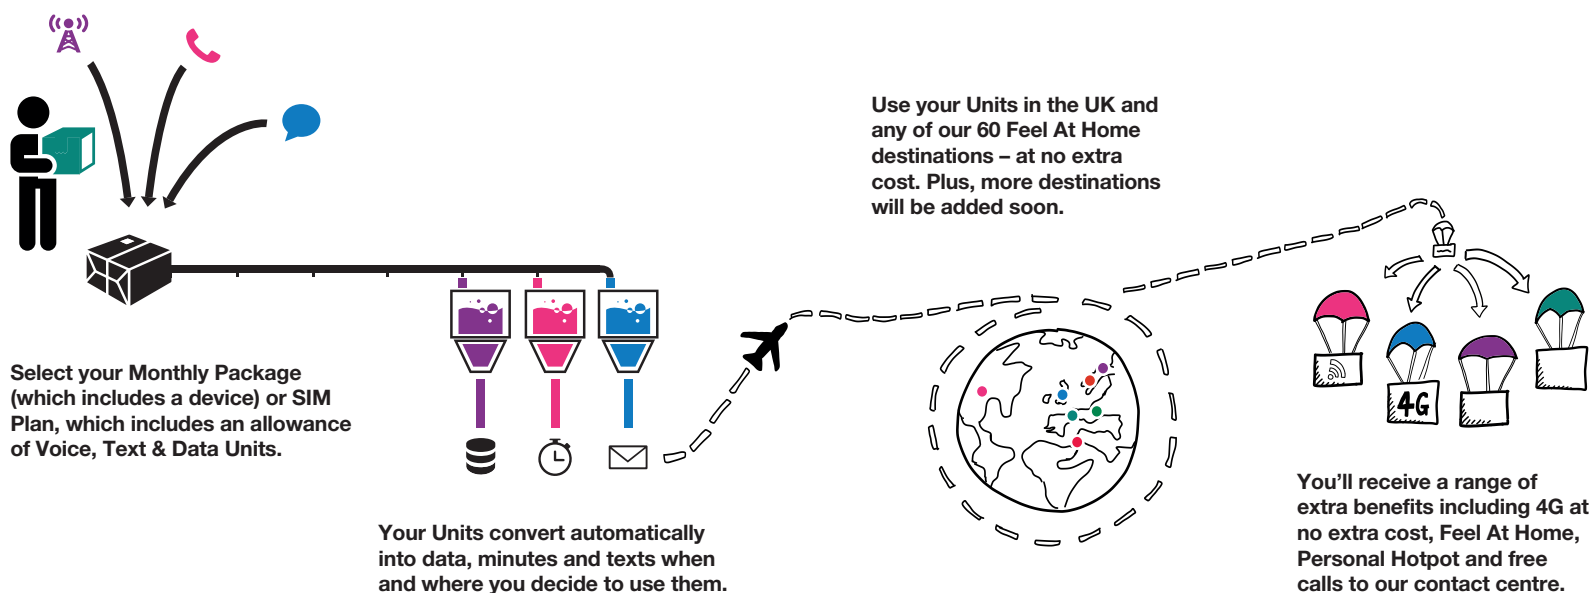 Select your Monthly Package
(which includes a device) or SIM
Plan, which includes an allowance
of Voice, Text & Data Units.
Your Units convert automatically
into data, minutes and texts when
and where you decide to use them.
Use your Units in the UK and
any of our 60 Feel At Home
destinations – at no extra
cost. Plus, more destinations
will be added soon.
4G
You’ll receive a range of
extra benefits including 4G at
no extra cost, Feel At Home,
Personal Hotpot and free
calls to our contact centre.